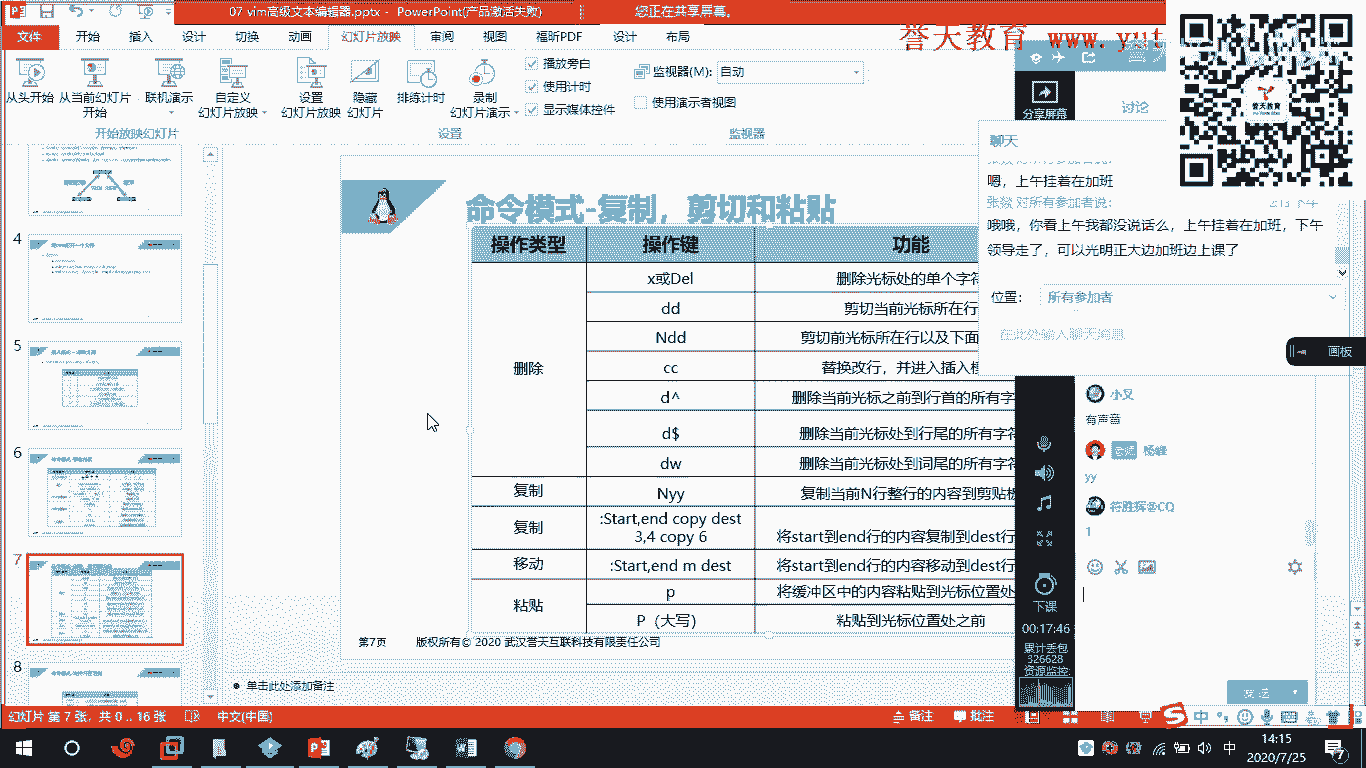 07 vim高级文本编辑器.pptx - PowerPoint(产品激活失败)
您正在共享屏幕。
文件 开始 插入 设计 切换 动画 幻灯片放映 审阅 视图 福昕PDF 设计 布局
誉天教育 www. yut
从头开始
从当前幻灯片
开始
联机演示
自定义
幻灯片放映
设置
幻灯片放映
隐藏
幻灯片
排练计时
录制
幻灯片演示
播放旁白
使用计时
显示媒体控件
监视器(M): 自动
使用演示者视图
开始放映幻灯片 设置 监视器
分享屏幕
讨论
誉天教育
聊天
嗯，上午挂着在加班
对所有参加者说：
哦哦，你看上午我都没说话么，上午挂着在加班，下午
领导走了，可以光明正大边加班边上课了
位置： 所有参加者
在此处输入聊天消息
画板
4
5
6
7
8
命令模式-复制，剪切和粘贴
操作类型 操作键 功能
删除
x或Del 删除光标处的单个字符
dd 剪切当前光标所在行
Ndd 剪切前光标所在行以及下面
cc 替换改行，并进入插入
d^ 删除当前光标之前到行首的所有字
d$ 删除当前光标处到行尾的所有字符
dw 删除当前光标处到词尾的所有字符
复制 Nyy 复制当前N行整行的内容到剪贴板
复制 :Start,end copy dest
3,4 copy 6 将start到end行的内容复制到dest行
移动 :Start,end m dest 将start到end行的内容移动到dest行
粘贴
p 将缓冲区中的内容粘贴到光标位置处
P（大写） 粘贴到光标位置处之前
第7页 版权所有© 2020 武汉誉天互联科技有限责任公司
小又
有声音
老师
yy
符胜辉@CQ
1
下课
00:17:46
累计丢包
326628
资源监控:
发送
单击此处添加备注
幻灯片 第 7 张，共 0 .. 16 张 中文(中国)
备注 批注
中
中
14:15
2020/7/25
7